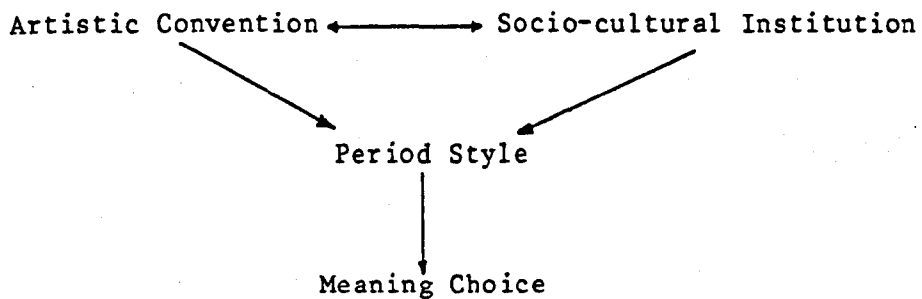 Artistic Convention Socio-cultural Institution
Period Style
Meaning Choice